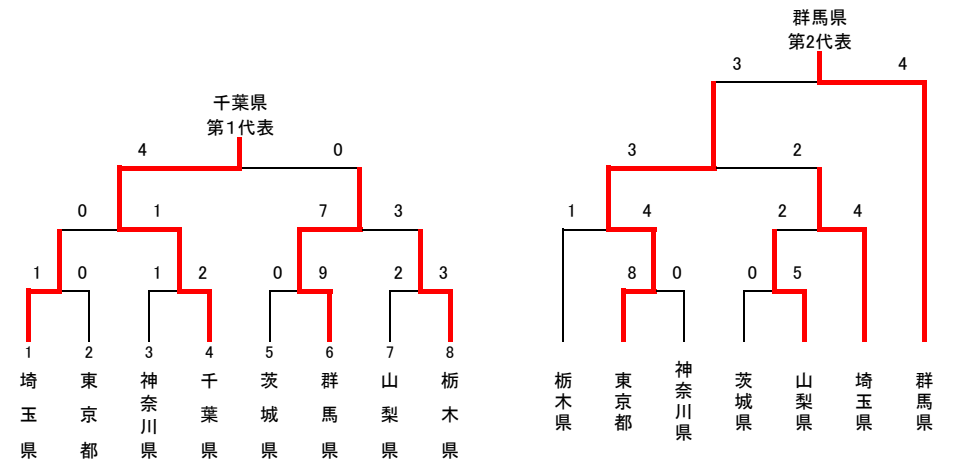 群馬県
第2代表
3 4
千葉県
第１代表
4 0
3 2
0 1 7 3
1 4 2 4
1 0 1 2 0 9 2 3
8 0 0 5
1 2 3 4 5 6 7 8
埼玉県 東京都 神奈川県 千葉県 茨城県 群馬県 山梨県 栃木県
栃木県 東京都 神奈川県 茨城県 山梨県 埼玉県 群馬県